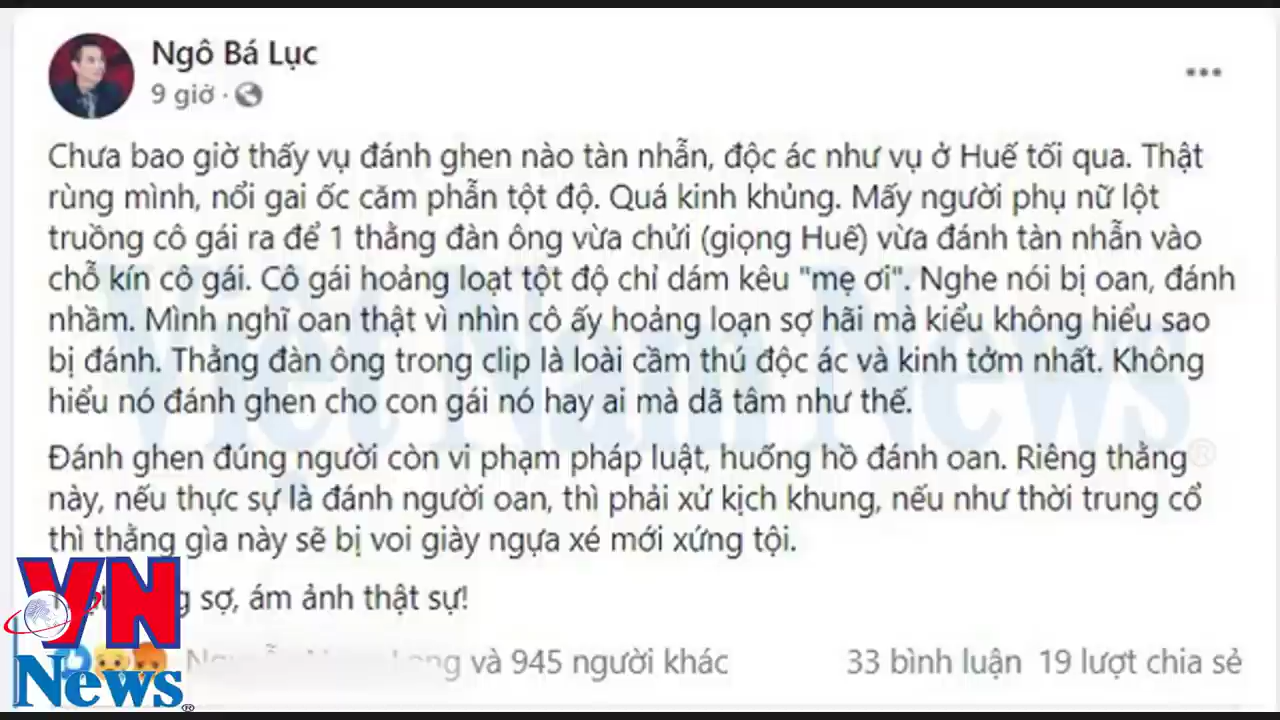 Ngô Bá Lục
9 giờ ·
Chưa bao giờ thấy vụ đánh ghen nào tàn nhẫn, độc ác như vụ ở Huế tối qua. Thật
rùng mình, nổi gai ốc căm phẫn tột độ. Quá kinh khủng. Mấy người phụ nữ lột
truồng cô gái ra để 1 thằng đàn ông vừa chửi (giọng Huế) vừa đánh tàn nhẫn vào
chỗ kín cô gái. Cô gái hoảng loạt tột độ chỉ dám kêu "mẹ ơi". Nghe nói bị oan, đánh
nhầm. Mình nghĩ oan thật vì nhìn cô ấy hoảng loạn sợ hãi mà kiểu không hiểu sao
bị đánh. Thằng đàn ông trong clip là loài cầm thú độc ác và kinh tởm nhất. Không
hiểu nó đánh ghen cho con gái nó hay ai mà dã tâm như thế.
Đánh ghen đúng người còn vi phạm pháp luật, huống hồ đánh oan. Riêng thằng
này, nếu thực sự là đánh người oan, thì phải xử kịch khung, nếu như thời trung cổ
thì thằng gìa này sẽ bị voi giày ngựa xé mới xứng tội.
sợ, ám ảnh thật sự!
và 945 người khác
33 bình luận 19 lượt chia sẻ
Việt Nam News®
VN
News®